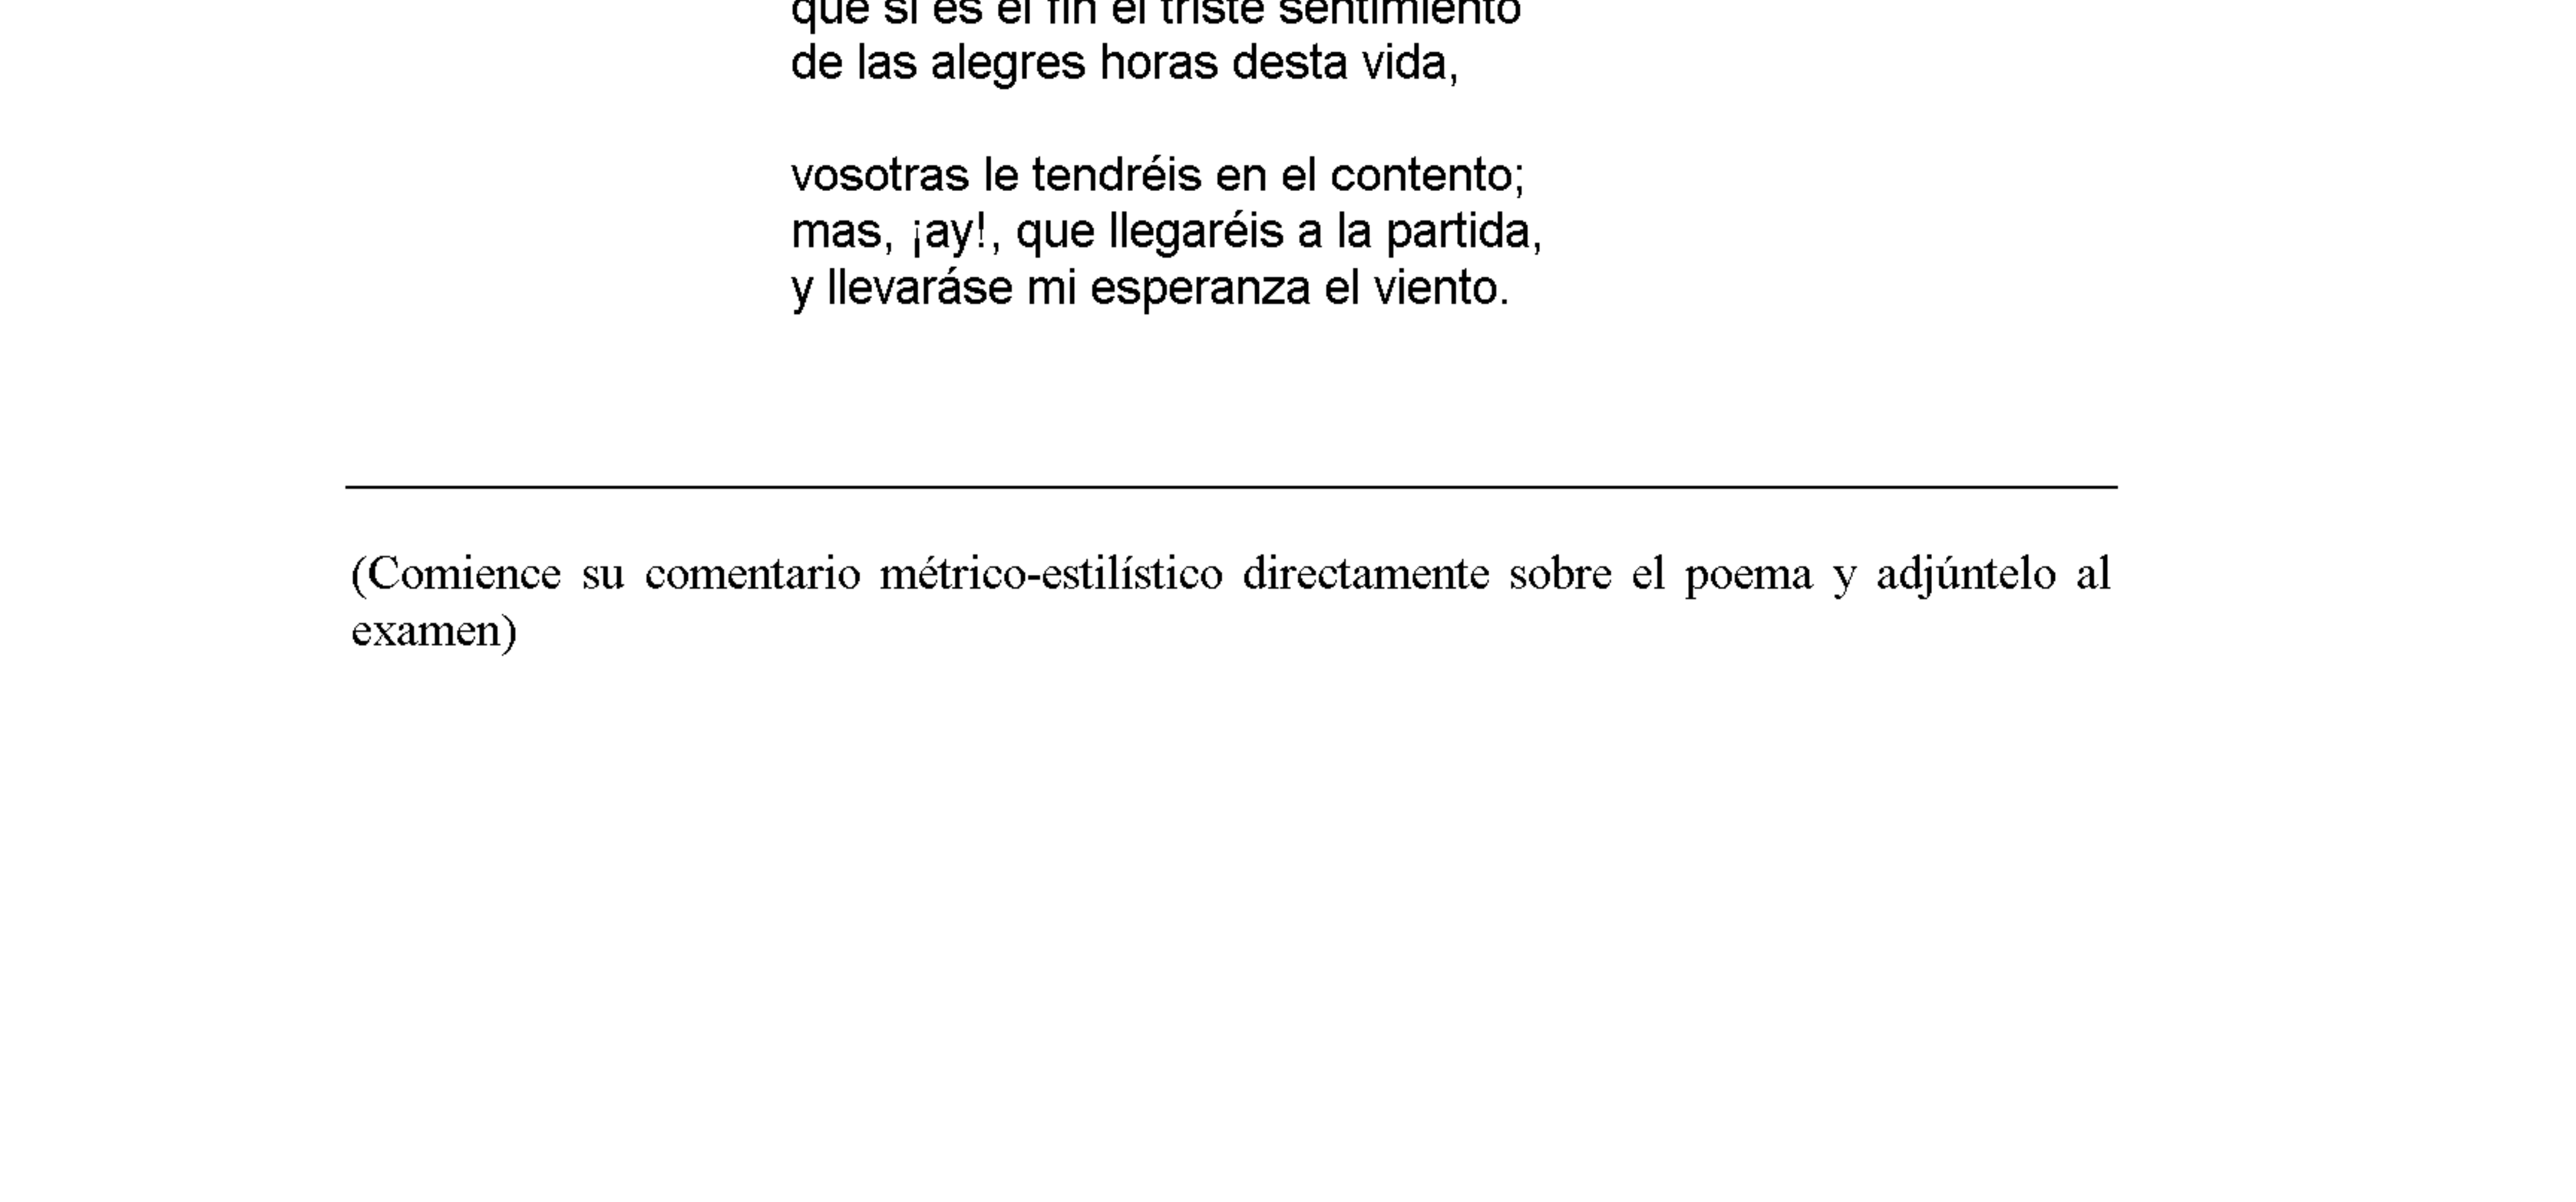 que si es el fin el triste sentimiento
de las alegres horas desta vida,
vosotras le tendréis en el contento;
mas, ¡ay!, que llegaréis a la partida,
y llevaráse mi esperanza el viento.
(Comience su comentario métrico-estilístico directamente sobre el poema y adjúntelo al
examen)